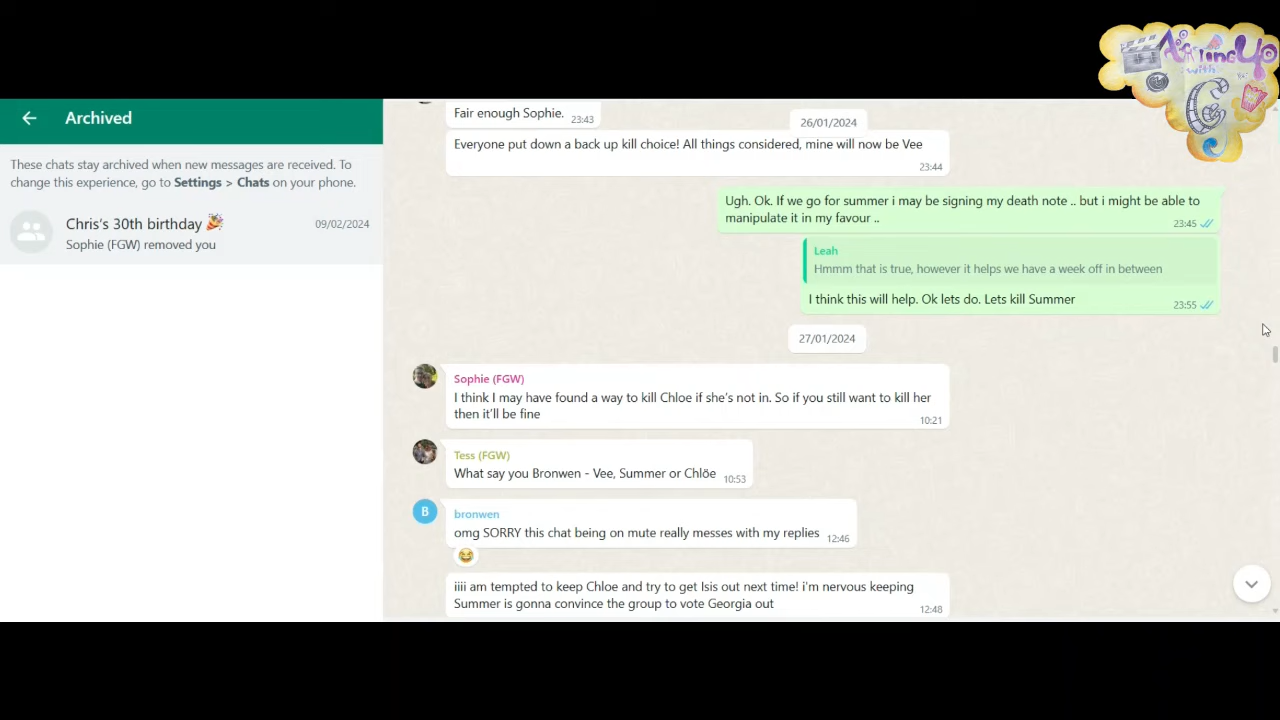 Acting Up
with
G
Archived
These chats stay archived when new messages are received. To
change this experience, go to Settings > Chats on your phone.
Chris's 30th birthday 🎉
09/02/2024
Sophie (FGW) removed you
Fair enough Sophie. 23:43
26/01/2024
Everyone put down a back up kill choice! All things considered, mine will now be Vee
23:44
Ugh. Ok. If we go for summer i may be signing my death note .. but i might be able to
manipulate it in my favour ..
23:45
Leah
Hmmm that is true, however it helps we have a week off in between
I think this will help. Ok lets do. Lets kill Summer
23:55
27/01/2024
Sophie (FGW)
I think I may have found a way to kill Chloe if she's not in. So if you still want to kill her
then it'll be fine
10:21
Tess (FGW)
What say you Bronwen - Vee, Summer or Chlöe 10:53
B
bronwen
omg SORRY this chat being on mute really messes with my replies 12:46
😂
iiii am tempted to keep Chloe and try to get Isis out next time! i'm nervous keeping
Summer is gonna convince the group to vote Georgia out
12:48